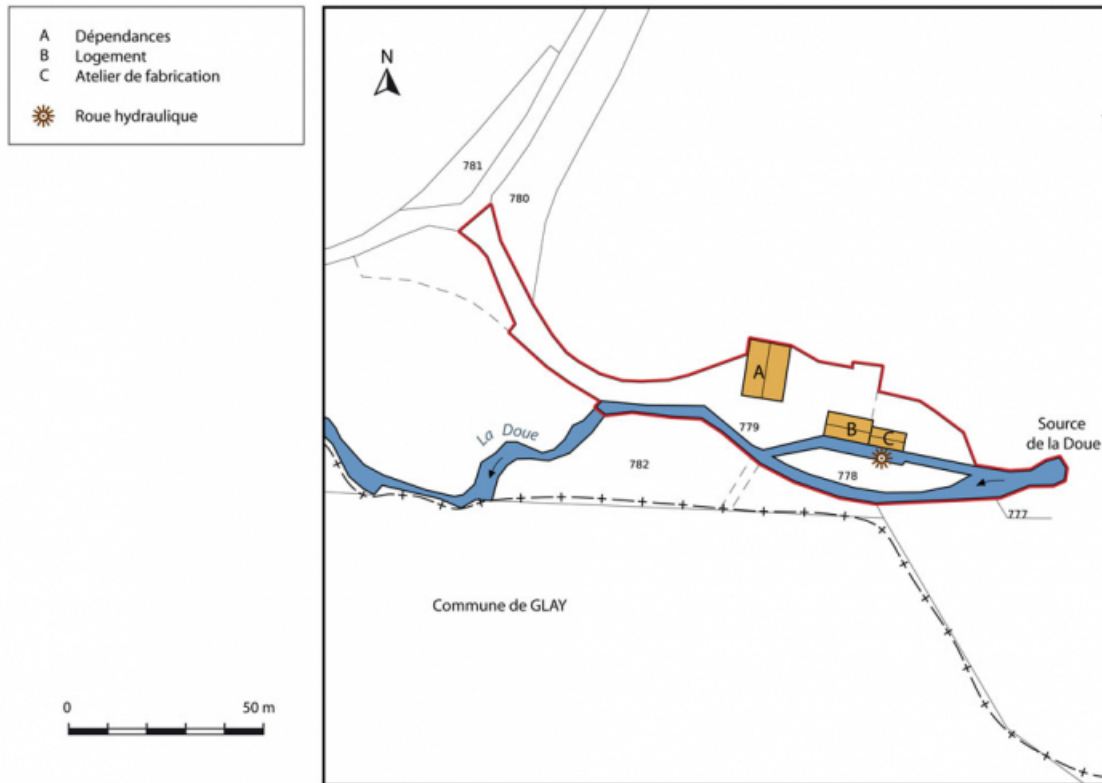 A Dépendances
B Logement
C Atelier de fabrication
Roue hydraulique
N
781
780
A
B
C
Source
de la Doue
779
La Doue
782
778
777
Commune de GLAY
0 50 m